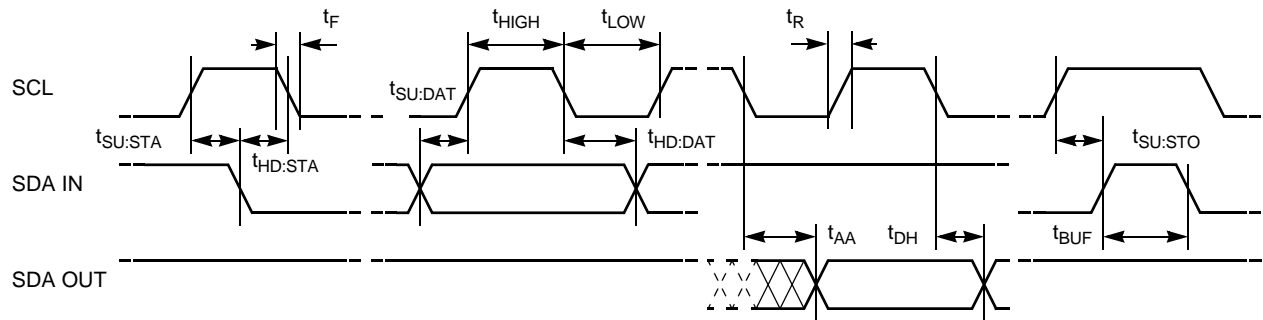 tF
tHIGH
tLOW
tR
SCL
tSU:DAT
tSU:STA
tHD:STA
tHD:DAT
tSU:STO
SDA IN
tAA
tDH
tBUF
SDA OUT